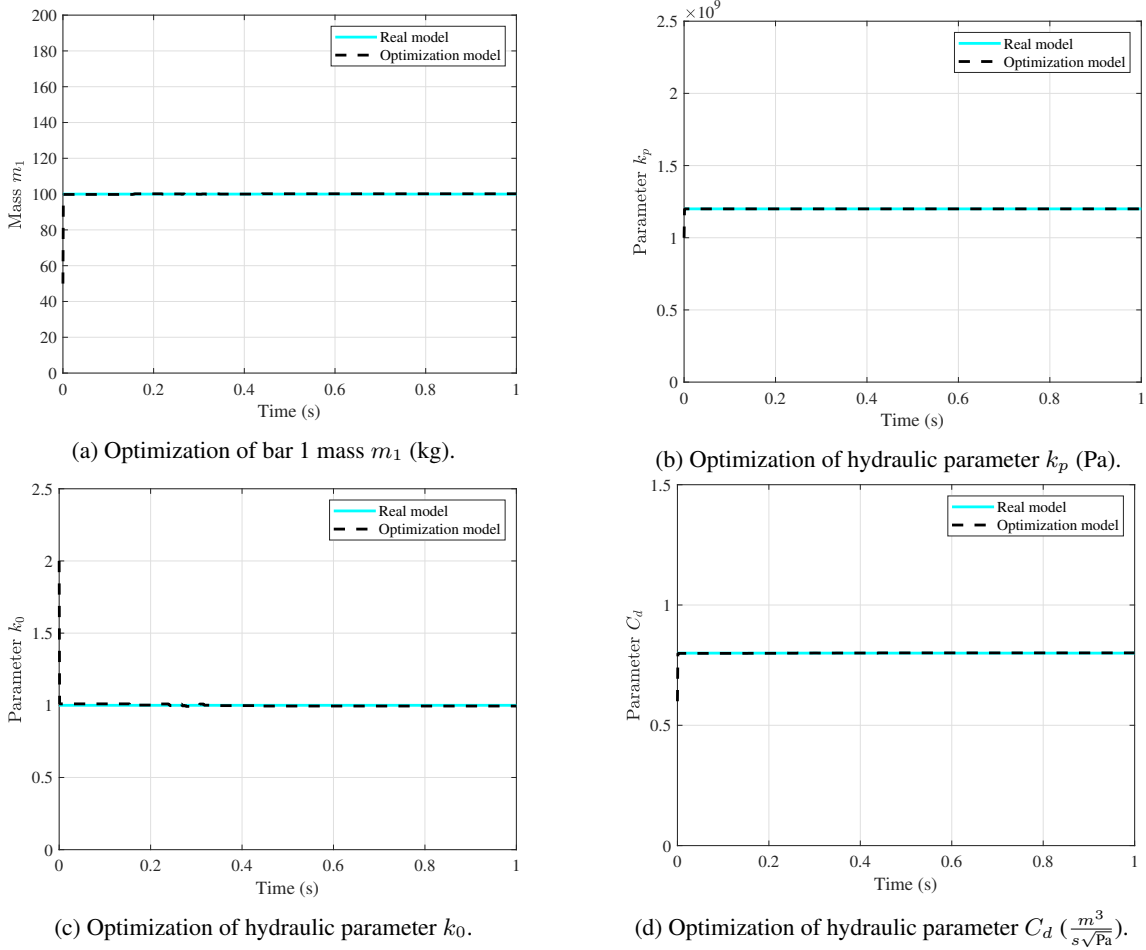 200
180
160
140
120
100
80
60
40
20
0
Mass m₁
0 0.2 0.4 0.6 0.8 1
Time (s)
Real model
Optimization model
(a) Optimization of bar 1 mass m₁ (kg).
×10⁹
2.5
2
1.5
1
0.5
0
Parameter kₚ
0 0.2 0.4 0.6 0.8 1
Time (s)
Real model
Optimization model
(b) Optimization of hydraulic parameter kₚ (Pa).
2.5
2
1.5
1
0.5
0
Parameter k₀
0 0.2 0.4 0.6 0.8 1
Time (s)
Real model
Optimization model
(c) Optimization of hydraulic parameter k₀.
1.5
1
0.5
0
Parameter C_d
0 0.2 0.4 0.6 0.8 1
Time (s)
Real model
Optimization model
(d) Optimization of hydraulic parameter C_d (m³/s√Pa).